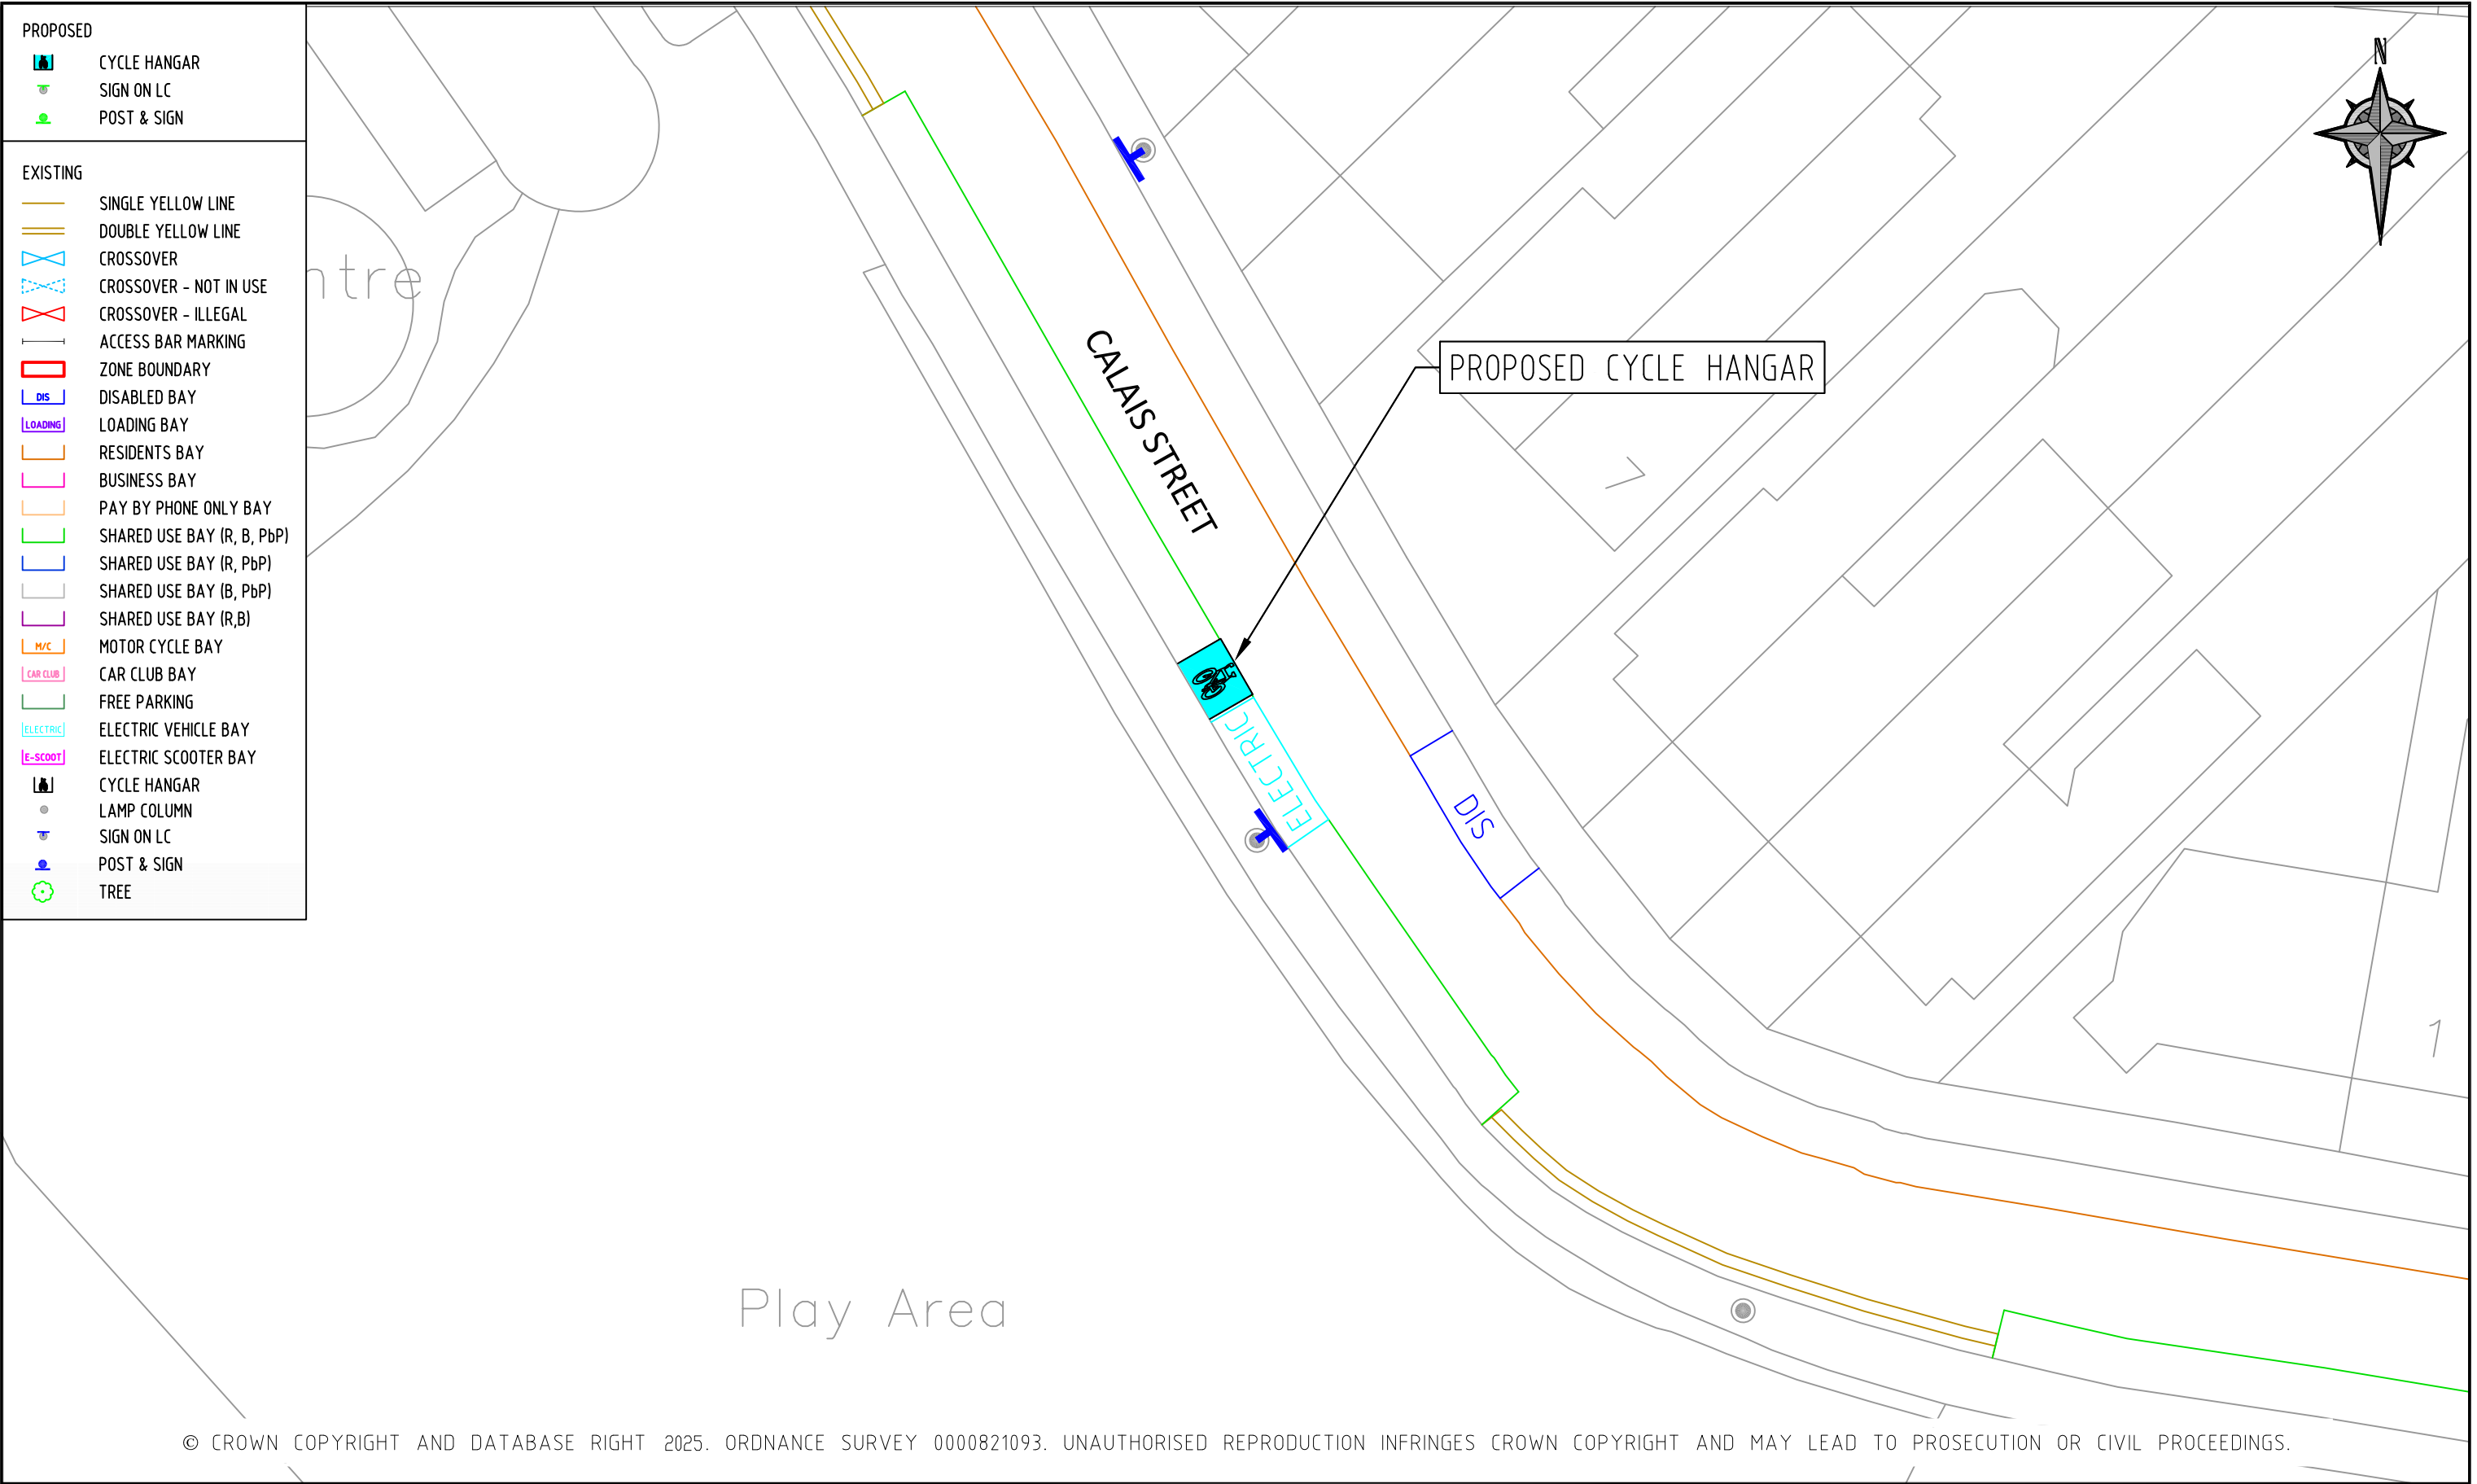 PROPOSED
CYCLE HANGAR
SIGN ON LC
POST & SIGN
EXISTING
SINGLE YELLOW LINE
DOUBLE YELLOW LINE
CROSSOVER
CROSSOVER - NOT IN USE
CROSSOVER - ILLEGAL
ACCESS BAR MARKING
ZONE BOUNDARY
DIS DISABLED BAY
LOADING LOADING BAY
RESIDENTS BAY
BUSINESS BAY
PAY BY PHONE ONLY BAY
SHARED USE BAY (R, B, PbP)
SHARED USE BAY (R, PbP)
SHARED USE BAY (B, PbP)
SHARED USE BAY (R,B)
M/C MOTOR CYCLE BAY
CAR CLUB CAR CLUB BAY
FREE PARKING
ELECTRIC ELECTRIC VEHICLE BAY
E-SCOOT ELECTRIC SCOOTER BAY
CYCLE HANGAR
LAMP COLUMN
SIGN ON LC
POST & SIGN
TREE
N
ntre
CALAIS STREET
PROPOSED CYCLE HANGAR
7
ELECTRIC
DIS
1
Play Area
© CROWN COPYRIGHT AND DATABASE RIGHT 2025. ORDNANCE SURVEY 0000821093. UNAUTHORISED REPRODUCTION INFRINGES CROWN COPYRIGHT AND MAY LEAD TO PROSECUTION OR CIVIL PROCEEDINGS.